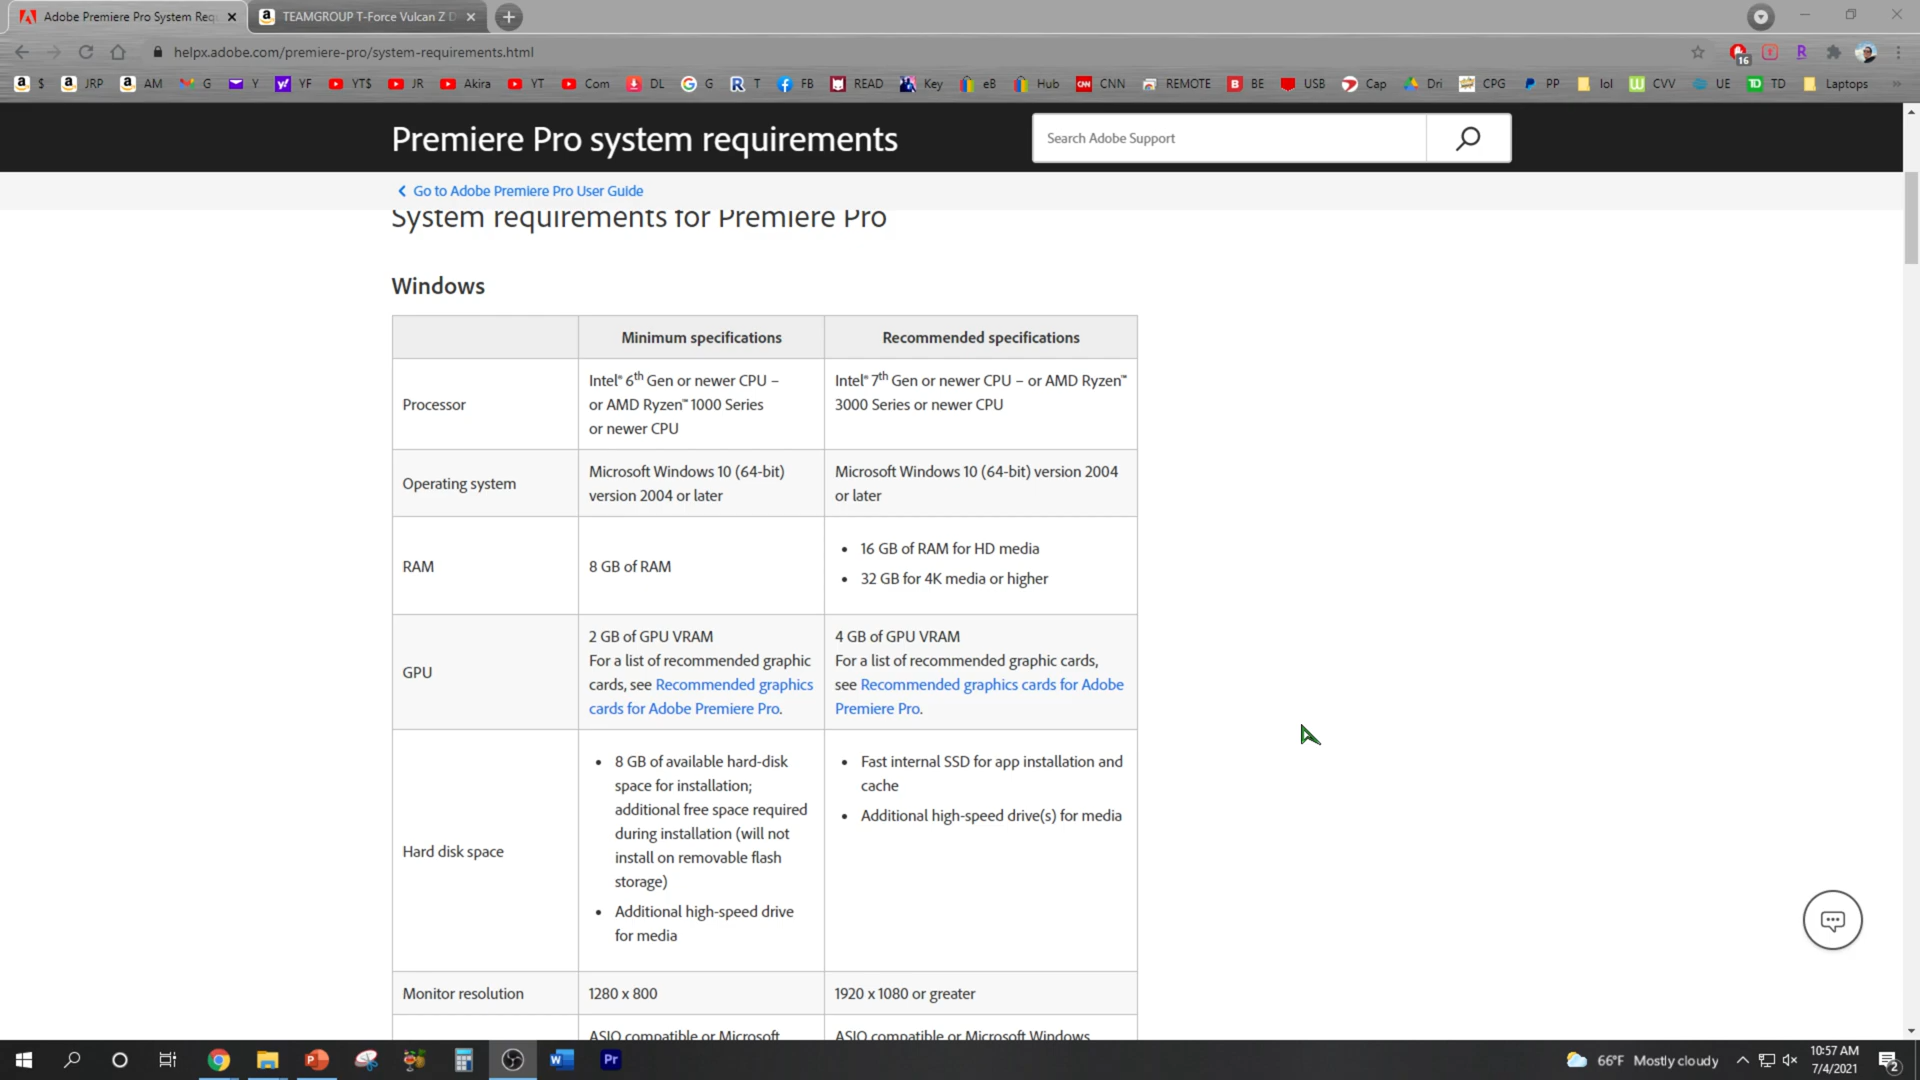 Adobe Premiere Pro System Req
TEAMGROUP T-Force Vulcan Z D
helpx.adobe.com/premiere-pro/system-requirements.html
16
$ JRP AM G Y YF YT$ JR Akira YT Com DL G T FB READ Key eB Hub CNN REMOTE BE USB Cap Dri CPG PP lol CVV UE TD Laptops
Premiere Pro system requirements
Search Adobe Support
Go to Adobe Premiere Pro User Guide
System requirements for Premiere Pro
Windows
Minimum specifications
Recommended specifications
Processor
Intel® 6th Gen or newer CPU –
or AMD Ryzen™ 1000 Series
or newer CPU
Intel® 7th Gen or newer CPU – or AMD Ryzen™
3000 Series or newer CPU
Operating system
Microsoft Windows 10 (64-bit)
version 2004 or later
Microsoft Windows 10 (64-bit) version 2004
or later
RAM
8 GB of RAM
• 16 GB of RAM for HD media
• 32 GB for 4K media or higher
GPU
2 GB of GPU VRAM
For a list of recommended graphic
cards, see Recommended graphics
cards for Adobe Premiere Pro.
4 GB of GPU VRAM
For a list of recommended graphic cards,
see Recommended graphics cards for Adobe
Premiere Pro.
Hard disk space
• 8 GB of available hard-disk
space for installation;
additional free space required
during installation (will not
install on removable flash
storage)
• Additional high-speed drive
for media
• Fast internal SSD for app installation and
cache
• Additional high-speed drive(s) for media
Monitor resolution
1280 x 800
1920 x 1080 or greater
ASIO compatible or Microsoft
ASIO compatible or Microsoft Windows
66°F Mostly cloudy
10:57 AM
7/4/2021
2